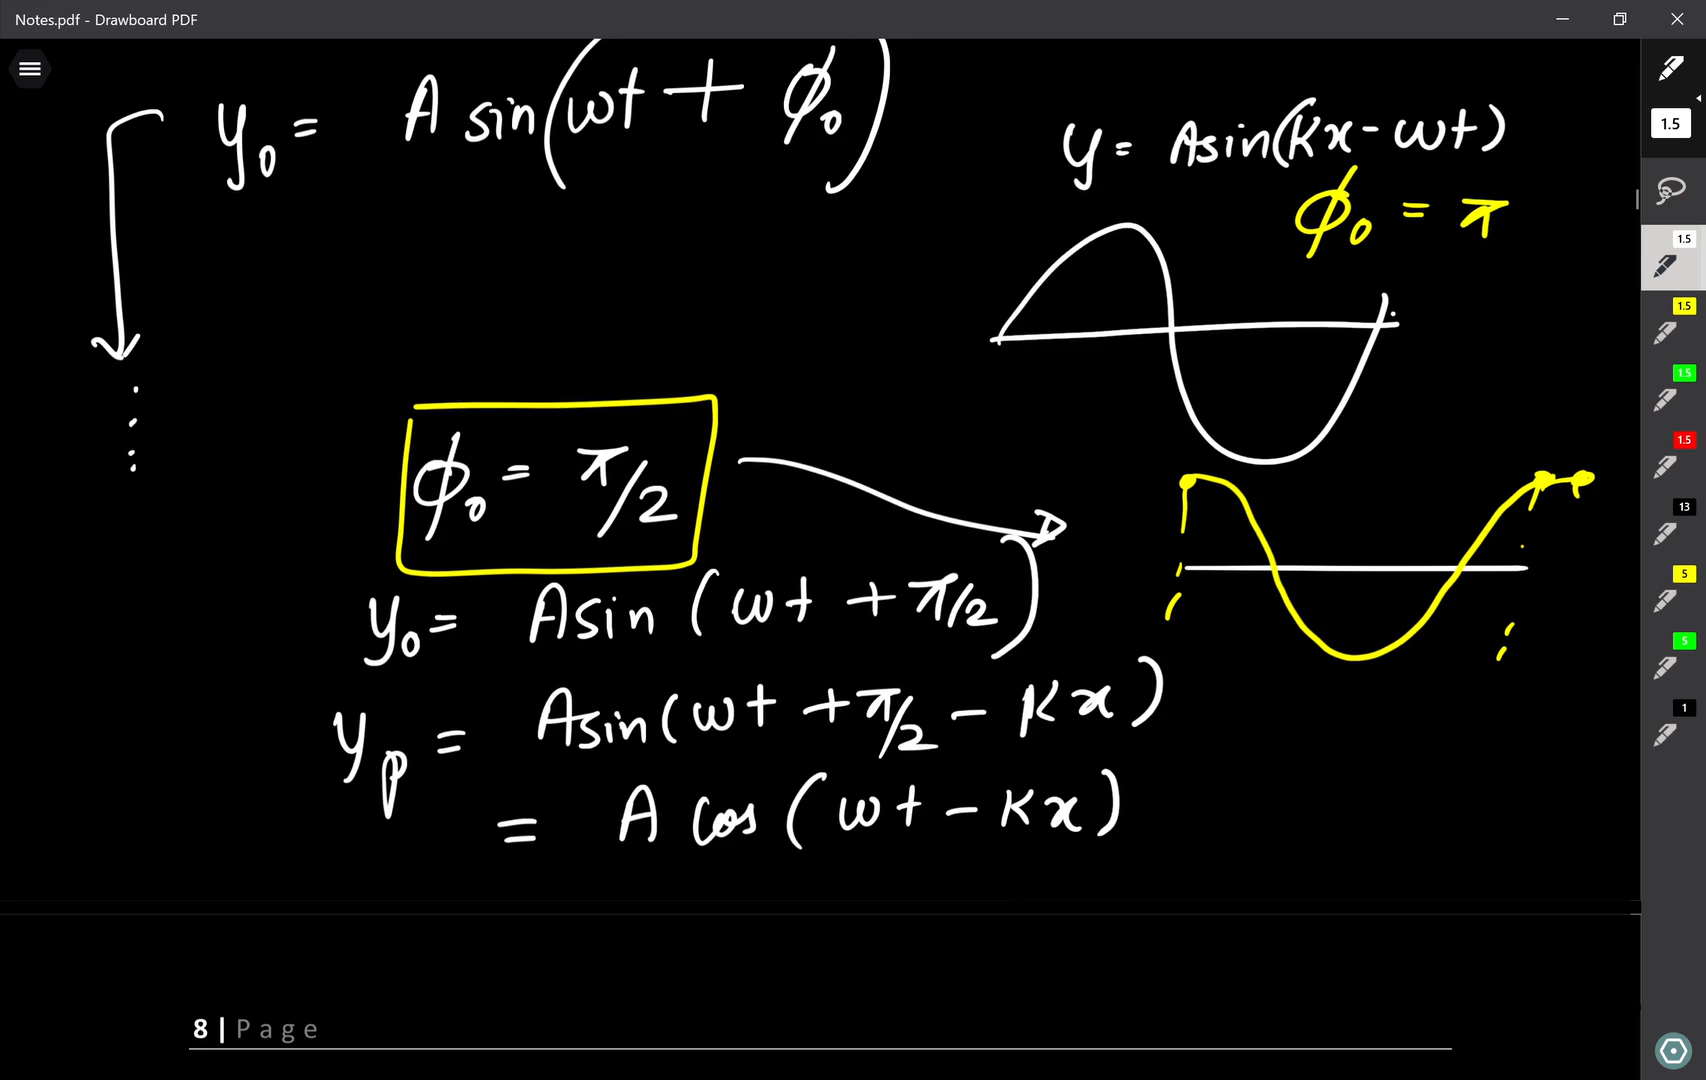 Notes.pdf - Drawboard PDF
y₀ = A sin(ωt + ϕ₀)
y = Asin(Kx - ωt)
ϕ₀ = π
ϕ₀ = π/2
y₀ = Asin (ωt + π/2)
yₚ = Asin(ωt + π/2 - Kx)
= A cos (ωt - Kx)
8 | Page
1.5
1.5
1.5
1.5
1.5
13
5
5
1